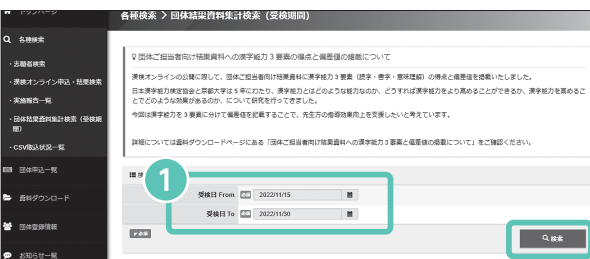 トップページ
各種検索 > 団体結果資料集計検索（受検期間）
各種検索
・志願者検索
・漢検オンライン申込・結果検索
・実施報告一覧
・団体結果資料集計検索（受検期間）
・CSV取込状況一覧
団体申込一覧
資料ダウンロード
団体登録情報
お知らせ一覧
団体ご担当者向け結果資料への漢字能力３要素の得点と偏差値の掲載について
漢検オンラインの公開に際して、団体ご担当者向け結果資料に漢字能力３要素（読字・書字・意味理解）の得点と偏差値を掲載いたしました。
日本漢字能力検定協会と京都大学は５年にわたり、漢字能力とはどのような能力なのか、どうすれば漢字能力をより高めることができるか、漢字能力を高めるこ
とでどのような効果があるのか、について研究を行ってきました。
今回は漢字能力を３要素に分けて偏差値を記載することで、先生方の指導効果向上を支援したいと考えています。
詳細については資料ダウンロードページにある「団体ご担当者向け結果資料への漢字能力３要素と偏差値の掲載について」をご確認ください。
1
受検日 From 必須 2022/11/15
受検日 To 必須 2022/11/30
必須
検索